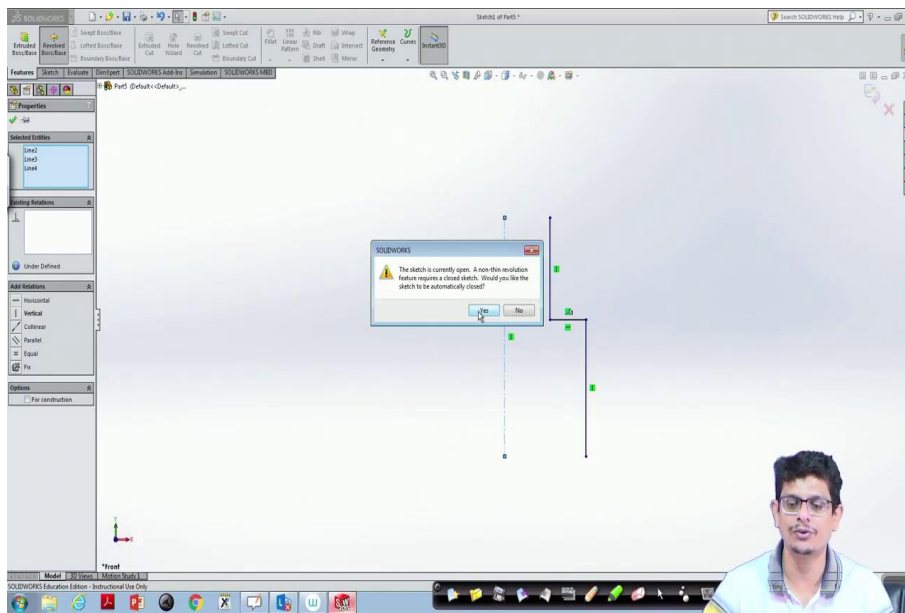 SOLIDWORKS
Sketch1 of Part5 *
Search SOLIDWORKS Help
Extruded Boss/Base
Revolved Boss/Base
Swept Boss/Base
Lofted Boss/Base
Boundary Boss/Base
Extruded Cut
Hole Wizard
Revolved Cut
Swept Cut
Lofted Cut
Boundary Cut
Fillet
Linear Pattern
Rib
Draft
Shell
Wrap
Intersect
Mirror
Reference Geometry
Curves
Instant3D
Features
Sketch
Evaluate
DimXpert
SOLIDWORKS Add-Ins
Simulation
SOLIDWORKS MBD
Part5 (Default<<Default>_...
Properties
?
Selected Entities
Line2
Line3
Line4
Existing Relations
Under Defined
Add Relations
Horizontal
Vertical
Collinear
Parallel
Equal
Fix
Options
For construction
SOLIDWORKS
The sketch is currently open. A non-thin revolution
feature requires a closed sketch. Would you like the
sketch to be automatically closed?
Yes
No
Y
X
*Front
Model
3D Views
Motion Study 1
SOLIDWORKS Education Edition - Instructional Use Only